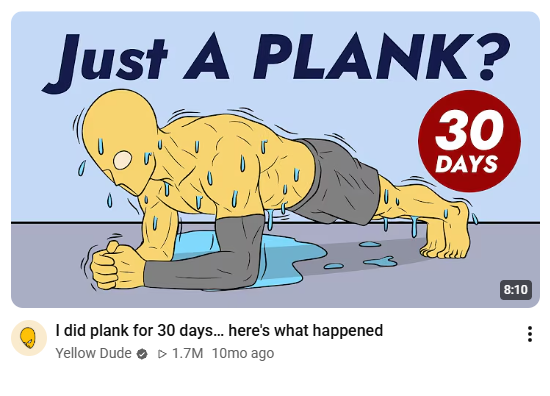 Just A PLANK?
30
DAYS
8:10
I did plank for 30 days... here's what happened
Yellow Dude 1.7M 10mo ago